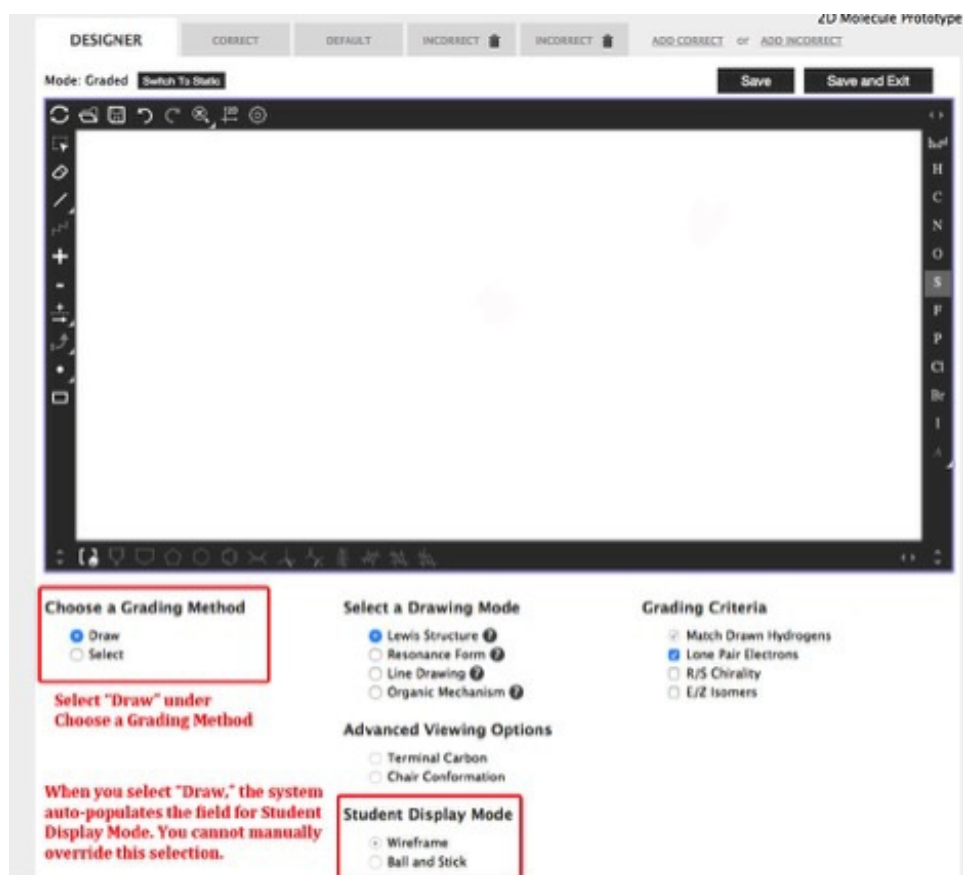 2D Molecule Prototype
DESIGNER CORRECT DEFAULT INCORRECT INCORRECT ADD CORRECT or ADD INCORRECT
Mode: Graded Switch To Static Save Save and Exit
H
C
N
O
S
F
P
Cl
Br
I
A
Choose a Grading Method
Draw
Select
Select "Draw" under
Choose a Grading Method
When you select "Draw," the system
auto-populates the field for Student
Display Mode. You cannot manually
override this selection.
Select a Drawing Mode
Lewis Structure ?
Resonance Form ?
Line Drawing ?
Organic Mechanism ?
Advanced Viewing Options
Terminal Carbon
Chair Conformation
Student Display Mode
Wireframe
Ball and Stick
Grading Criteria
Match Drawn Hydrogens
Lone Pair Electrons
R/S Chirality
E/Z Isomers